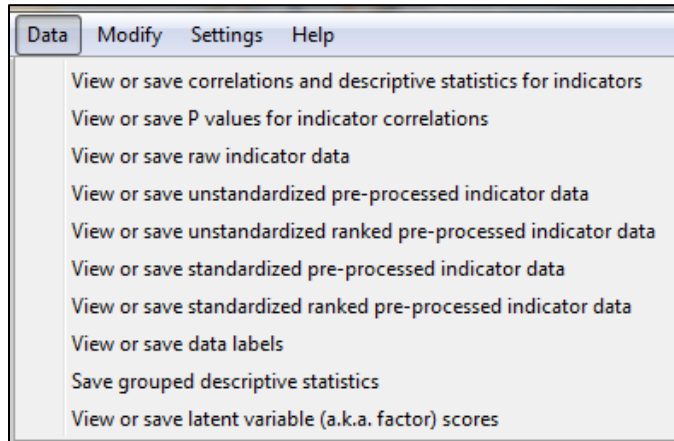 Data Modify Settings Help
View or save correlations and descriptive statistics for indicators
View or save P values for indicator correlations
View or save raw indicator data
View or save unstandardized pre-processed indicator data
View or save unstandardized ranked pre-processed indicator data
View or save standardized pre-processed indicator data
View or save standardized ranked pre-processed indicator data
View or save data labels
Save grouped descriptive statistics
View or save latent variable (a.k.a. factor) scores